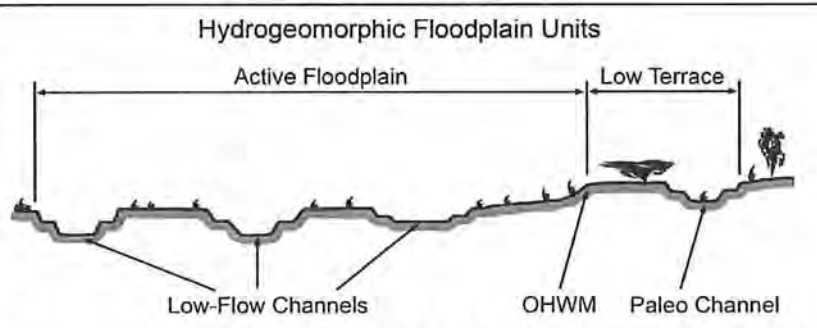 Hydrogeomorphic Floodplain Units
Active Floodplain
Low Terrace
Low-Flow Channels
OHWM
Paleo Channel